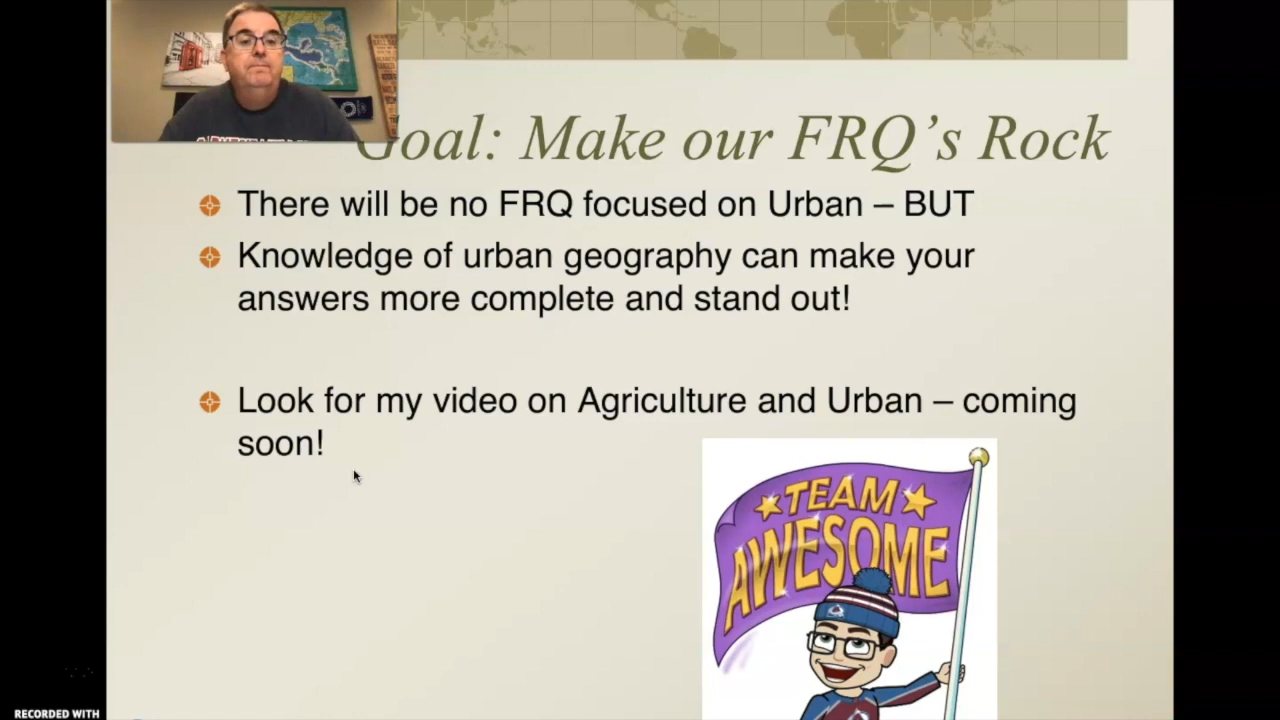 Goal: Make our FRQ’s Rock
There will be no FRQ focused on Urban – BUT
Knowledge of urban geography can make your
answers more complete and stand out!
Look for my video on Agriculture and Urban – coming
soon!
TEAM
AWESOME
RECORDED WITH